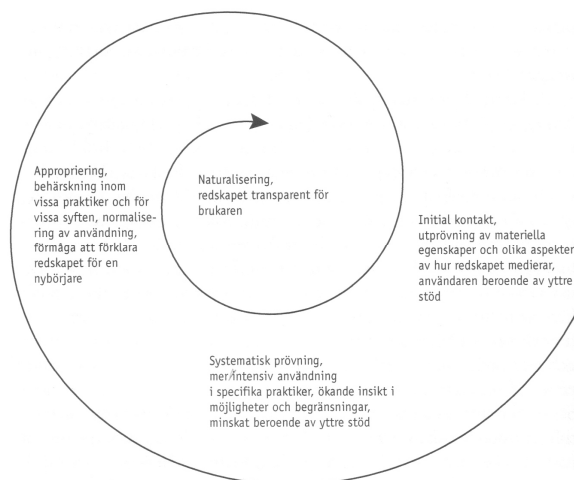 Appropriering,
behärskning inom
vissa praktiker och för
vissa syften, normalise-
ring av användning,
förmåga att förklara
redskapet för en
nybörjare
Naturalisering,
redskapet transparent för
brukaren
Initial kontakt,
utprövning av materiella
egenskaper och olika aspekter
av hur redskapet medierar,
användaren beroende av yttre
stöd
Systematisk prövning,
mer intensiv användning
i specifika praktiker, ökande insikt i
möjligheter och begränsningar,
minskat beroende av yttre stöd